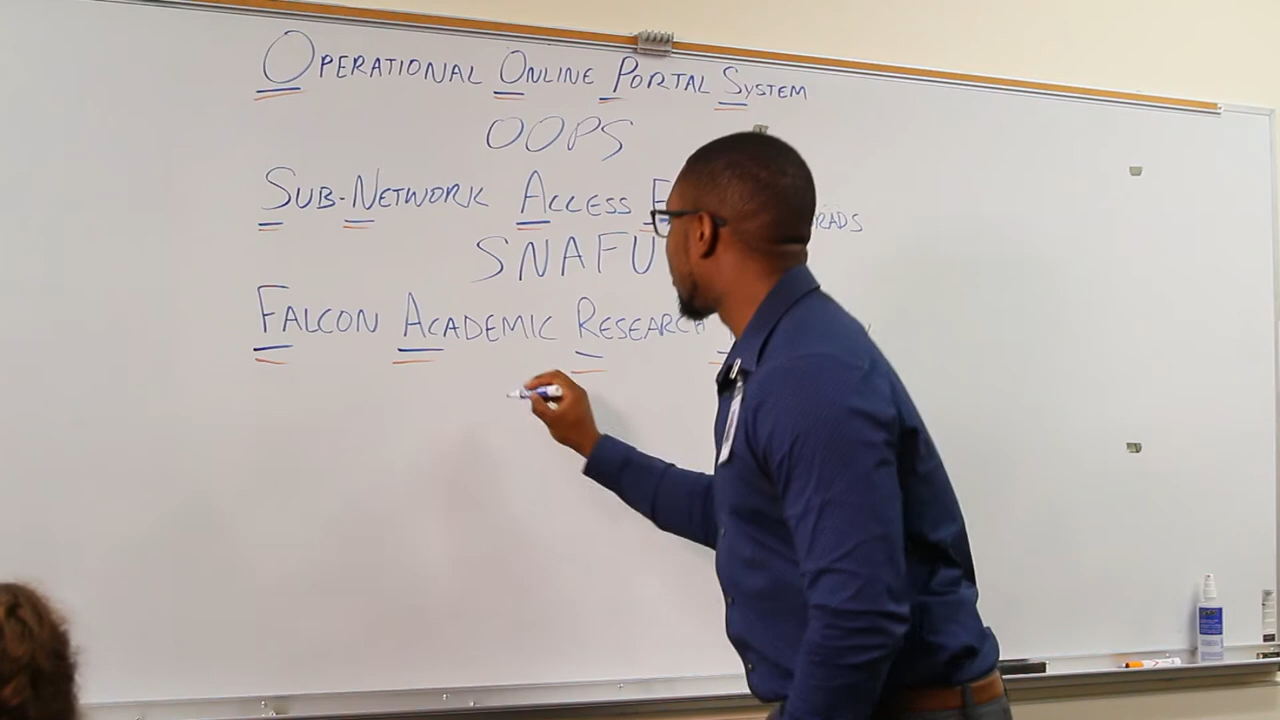 OPERATIONAL ONLINE PORTAL SYSTEM
OOPS
SUB-NETWORK ACCESS
SNAFU
FALCON ACADEMIC RESEARCH